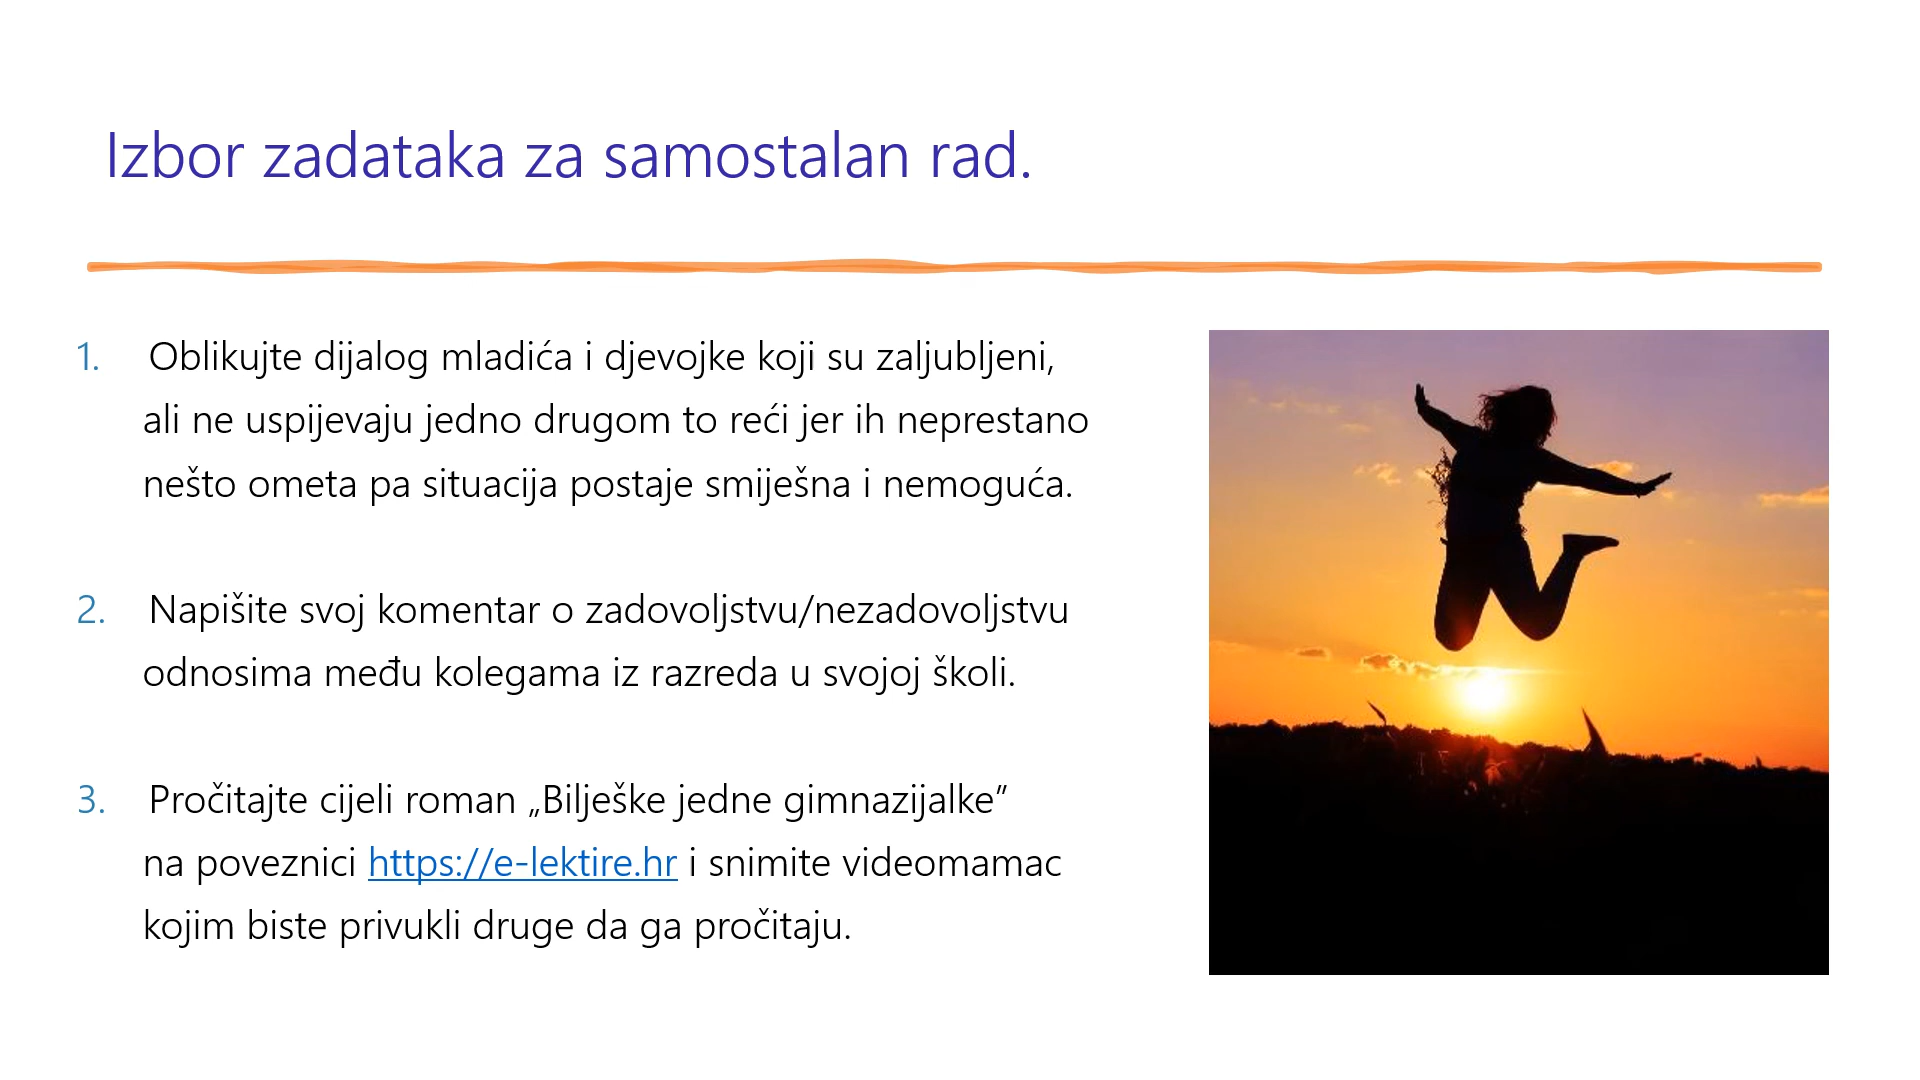 Izbor zadataka za samostalan rad.
1. Oblikujte dijalog mladića i djevojke koji su zaljubljeni,
ali ne uspijevaju jedno drugom to reći jer ih neprestano
nešto ometa pa situacija postaje smiješna i nemoguća.
2. Napišite svoj komentar o zadovoljstvu/nezadovoljstvu
odnosima među kolegama iz razreda u svojoj školi.
3. Pročitajte cijeli roman „Bilješke jedne gimnazijalke”
na poveznici https://e-lektire.hr i snimite videomamac
kojim biste privukli druge da ga pročitaju.